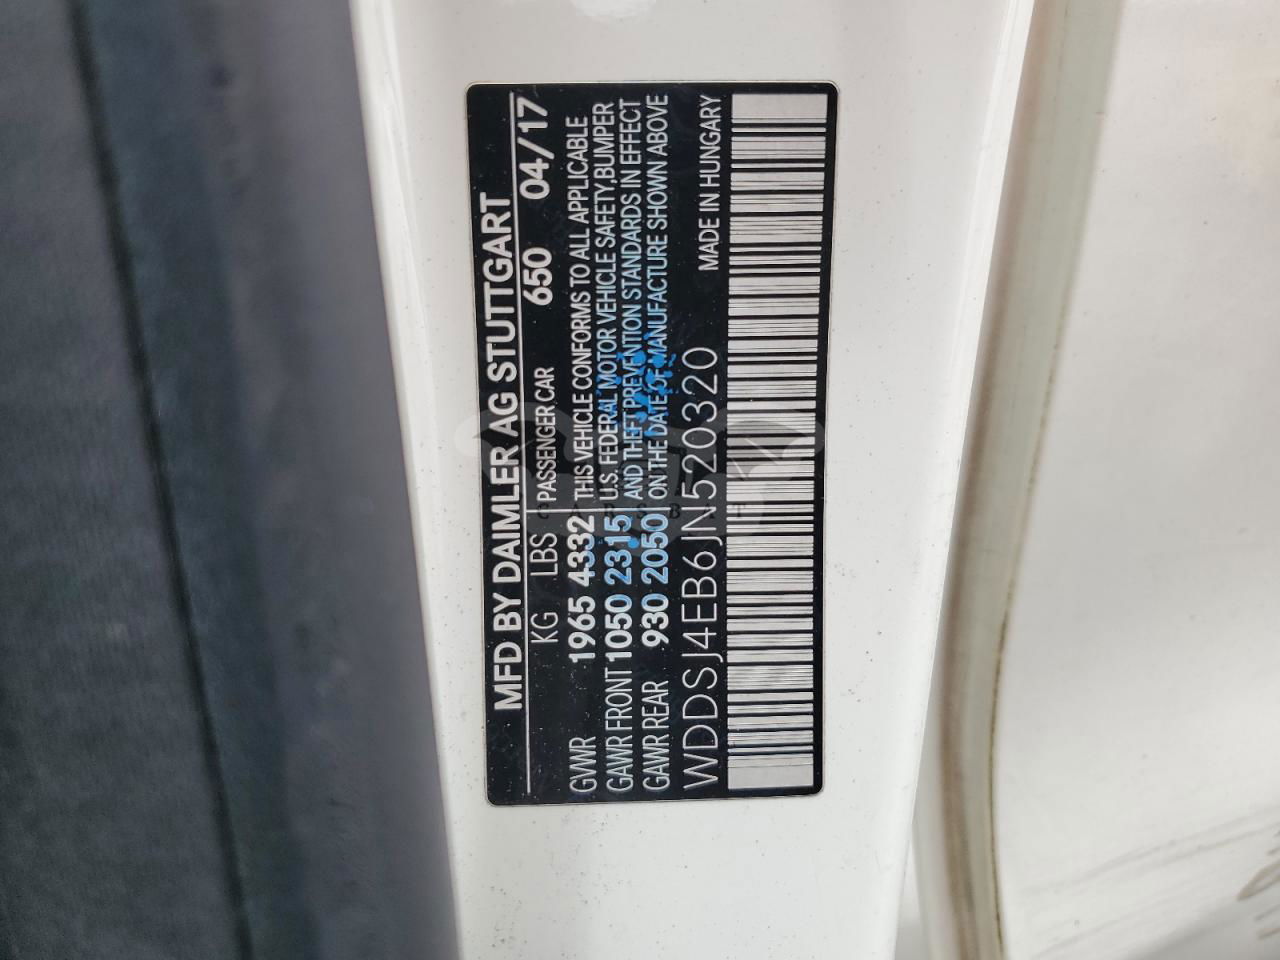 MFD BY DAIMLER AG STUTTGART
KG LBS PASSENGER CAR 650 04/17
GVWR 1965 4332 THIS VEHICLE CONFORMS TO ALL APPLICABLE
GAWR FRONT 1050 2315 U.S. FEDERAL MOTOR VEHICLE SAFETY, BUMPER
AND THEFT PREVENTION STANDARDS IN EFFECT
GAWR REAR 930 2050 ON THE DATE OF MANUFACTURE SHOWN ABOVE
WDDSJ4EB6JN520320 MADE IN HUNGARY